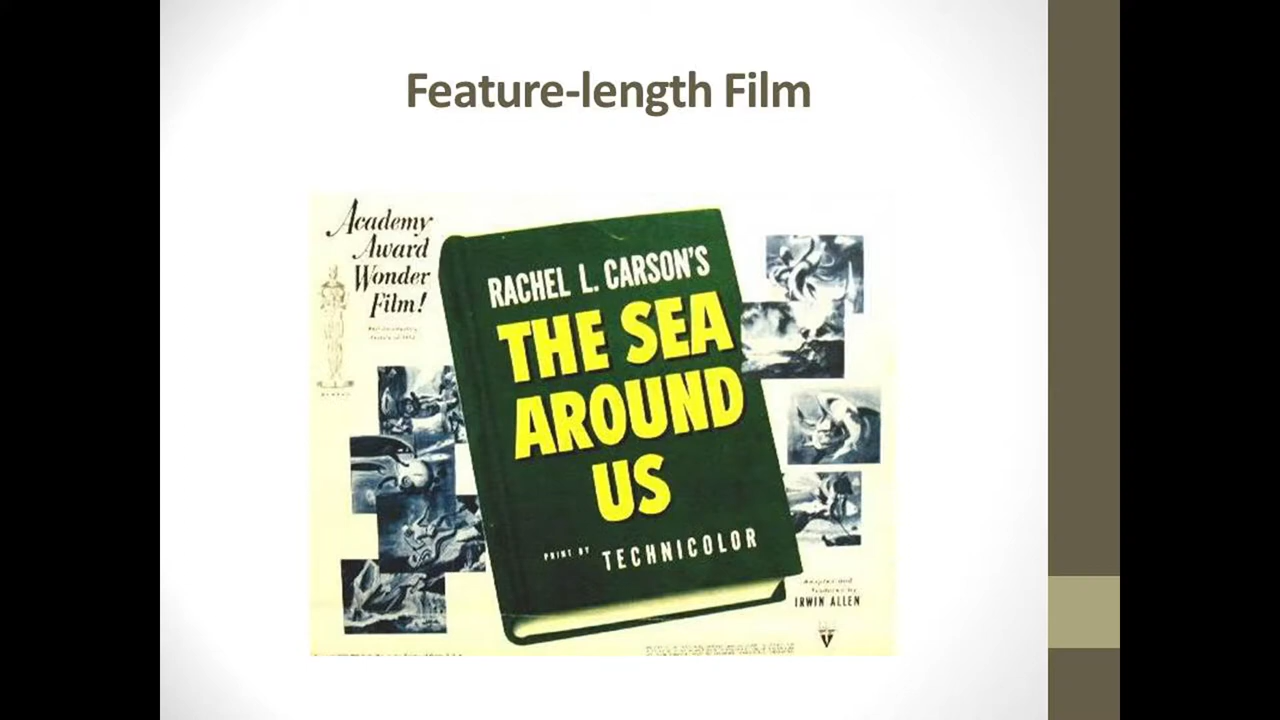 Feature-length Film
Academy
Award
Wonder
Film!
RACHEL L. CARSON'S
THE SEA
AROUND
US
PRINT BY TECHNICOLOR
Adapted and
Produced by
IRWIN ALLEN